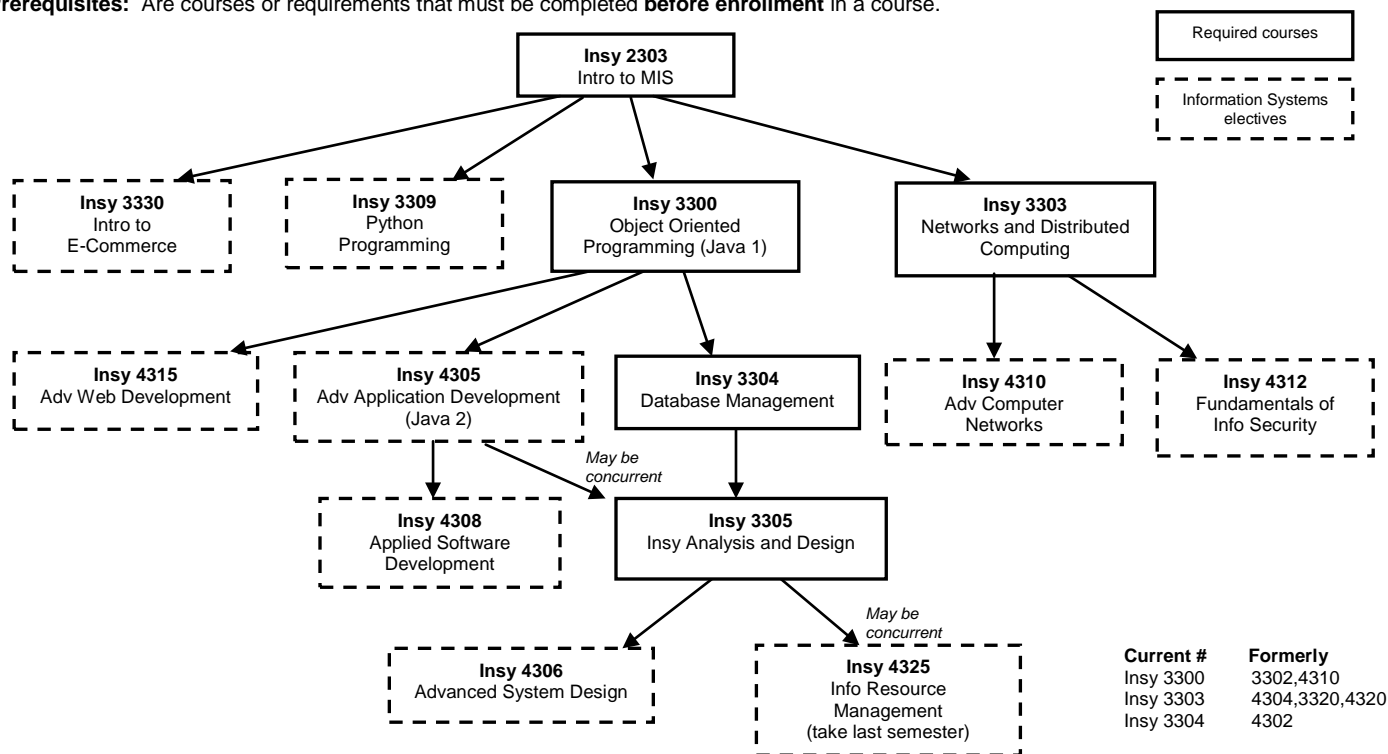 Prerequisites: Are courses or requirements that must be completed before enrollment in a course.
Required courses
Information Systems
electives
Insy 2303
Intro to MIS
Insy 3330
Intro to
E-Commerce
Insy 3309
Python
Programming
Insy 3300
Object Oriented
Programming (Java 1)
Insy 3303
Networks and Distributed
Computing
Insy 4315
Adv Web Development
Insy 4305
Adv Application Development
(Java 2)
Insy 3304
Database Management
Insy 4310
Adv Computer
Networks
Insy 4312
Fundamentals of
Info Security
May be
concurrent
Insy 4308
Applied Software
Development
Insy 3305
Insy Analysis and Design
May be
concurrent
Insy 4306
Advanced System Design
Insy 4325
Info Resource
Management
(take last semester)
Current # Formerly
Insy 3300 3302,4310
Insy 3303 4304,3320,4320
Insy 3304 4302